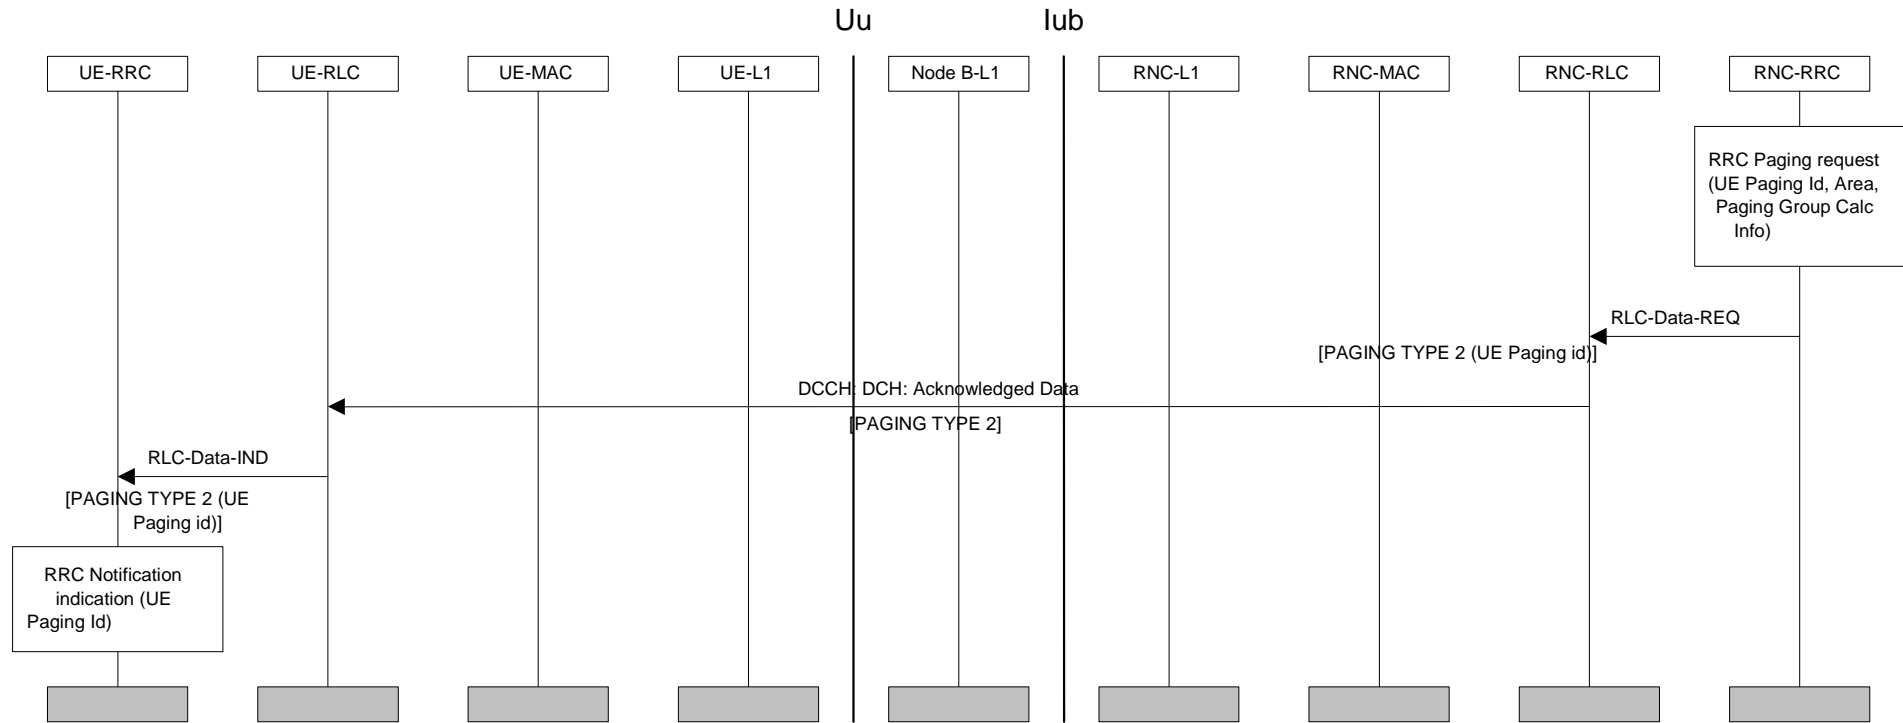 Uu
Iub
UE-RRC
UE-RLC
UE-MAC
UE-L1
Node B-L1
RNC-L1
RNC-MAC
RNC-RLC
RNC-RRC
RRC Paging request
(UE Paging Id, Area,
Paging Group Calc
Info)
RLC-Data-REQ
[PAGING TYPE 2 (UE Paging id)]
DCCH: DCH: Acknowledged Data
[PAGING TYPE 2]
RLC-Data-IND
[PAGING TYPE 2 (UE
Paging id)]
RRC Notification
indication (UE
Paging Id)